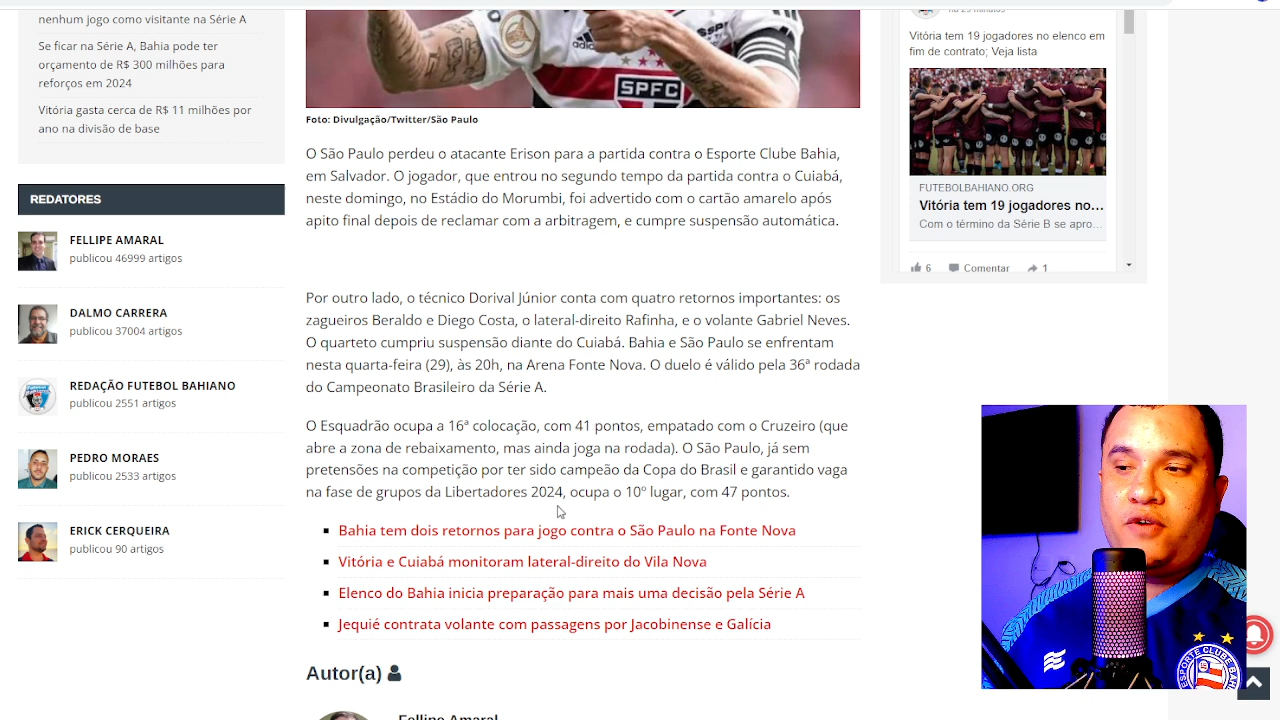 nenhum jogo como visitante na Série A
Se ficar na Série A, Bahia pode ter
orçamento de R$ 300 milhões para
reforços em 2024
Vitória gasta cerca de R$ 11 milhões por
ano na divisão de base
REDATORES
FELLIPE AMARAL
publicou 46999 artigos
DALMO CARRERA
publicou 37004 artigos
REDAÇÃO FUTEBOL BAHIANO
publicou 2551 artigos
PEDRO MORAES
publicou 2533 artigos
ERICK CERQUEIRA
publicou 90 artigos
adidas
SPFC
Foto: Divulgação/Twitter/São Paulo
O São Paulo perdeu o atacante Erison para a partida contra o Esporte Clube Bahia,
em Salvador. O jogador, que entrou no segundo tempo da partida contra o Cuiabá,
neste domingo, no Estádio do Morumbi, foi advertido com o cartão amarelo após
apito final depois de reclamar com a arbitragem, e cumpre suspensão automática.
Por outro lado, o técnico Dorival Júnior conta com quatro retornos importantes: os
zagueiros Beraldo e Diego Costa, o lateral-direito Rafinha, e o volante Gabriel Neves.
O quarteto cumpriu suspensão diante do Cuiabá. Bahia e São Paulo se enfrentam
nesta quarta-feira (29), às 20h, na Arena Fonte Nova. O duelo é válido pela 36ª rodada
do Campeonato Brasileiro da Série A.
O Esquadrão ocupa a 16ª colocação, com 41 pontos, empatado com o Cruzeiro (que
abre a zona de rebaixamento, mas ainda joga na rodada). O São Paulo, já sem
pretensões na competição por ter sido campeão da Copa do Brasil e garantido vaga
na fase de grupos da Libertadores 2024, ocupa o 10º lugar, com 47 pontos.
Bahia tem dois retornos para jogo contra o São Paulo na Fonte Nova
Vitória e Cuiabá monitoram lateral-direito do Vila Nova
Elenco do Bahia inicia preparação para mais uma decisão pela Série A
Jequié contrata volante com passagens por Jacobinense e Galícia
Autor(a)
Fellipe Amaral
Vitória tem 19 jogadores no elenco em
fim de contrato; Veja lista
FUTEBOLBAHIANO.ORG
Vitória tem 19 jogadores no...
Com o término da Série B se apro...
6 Comentar 1
ESPORTE CLUBE BAHIA